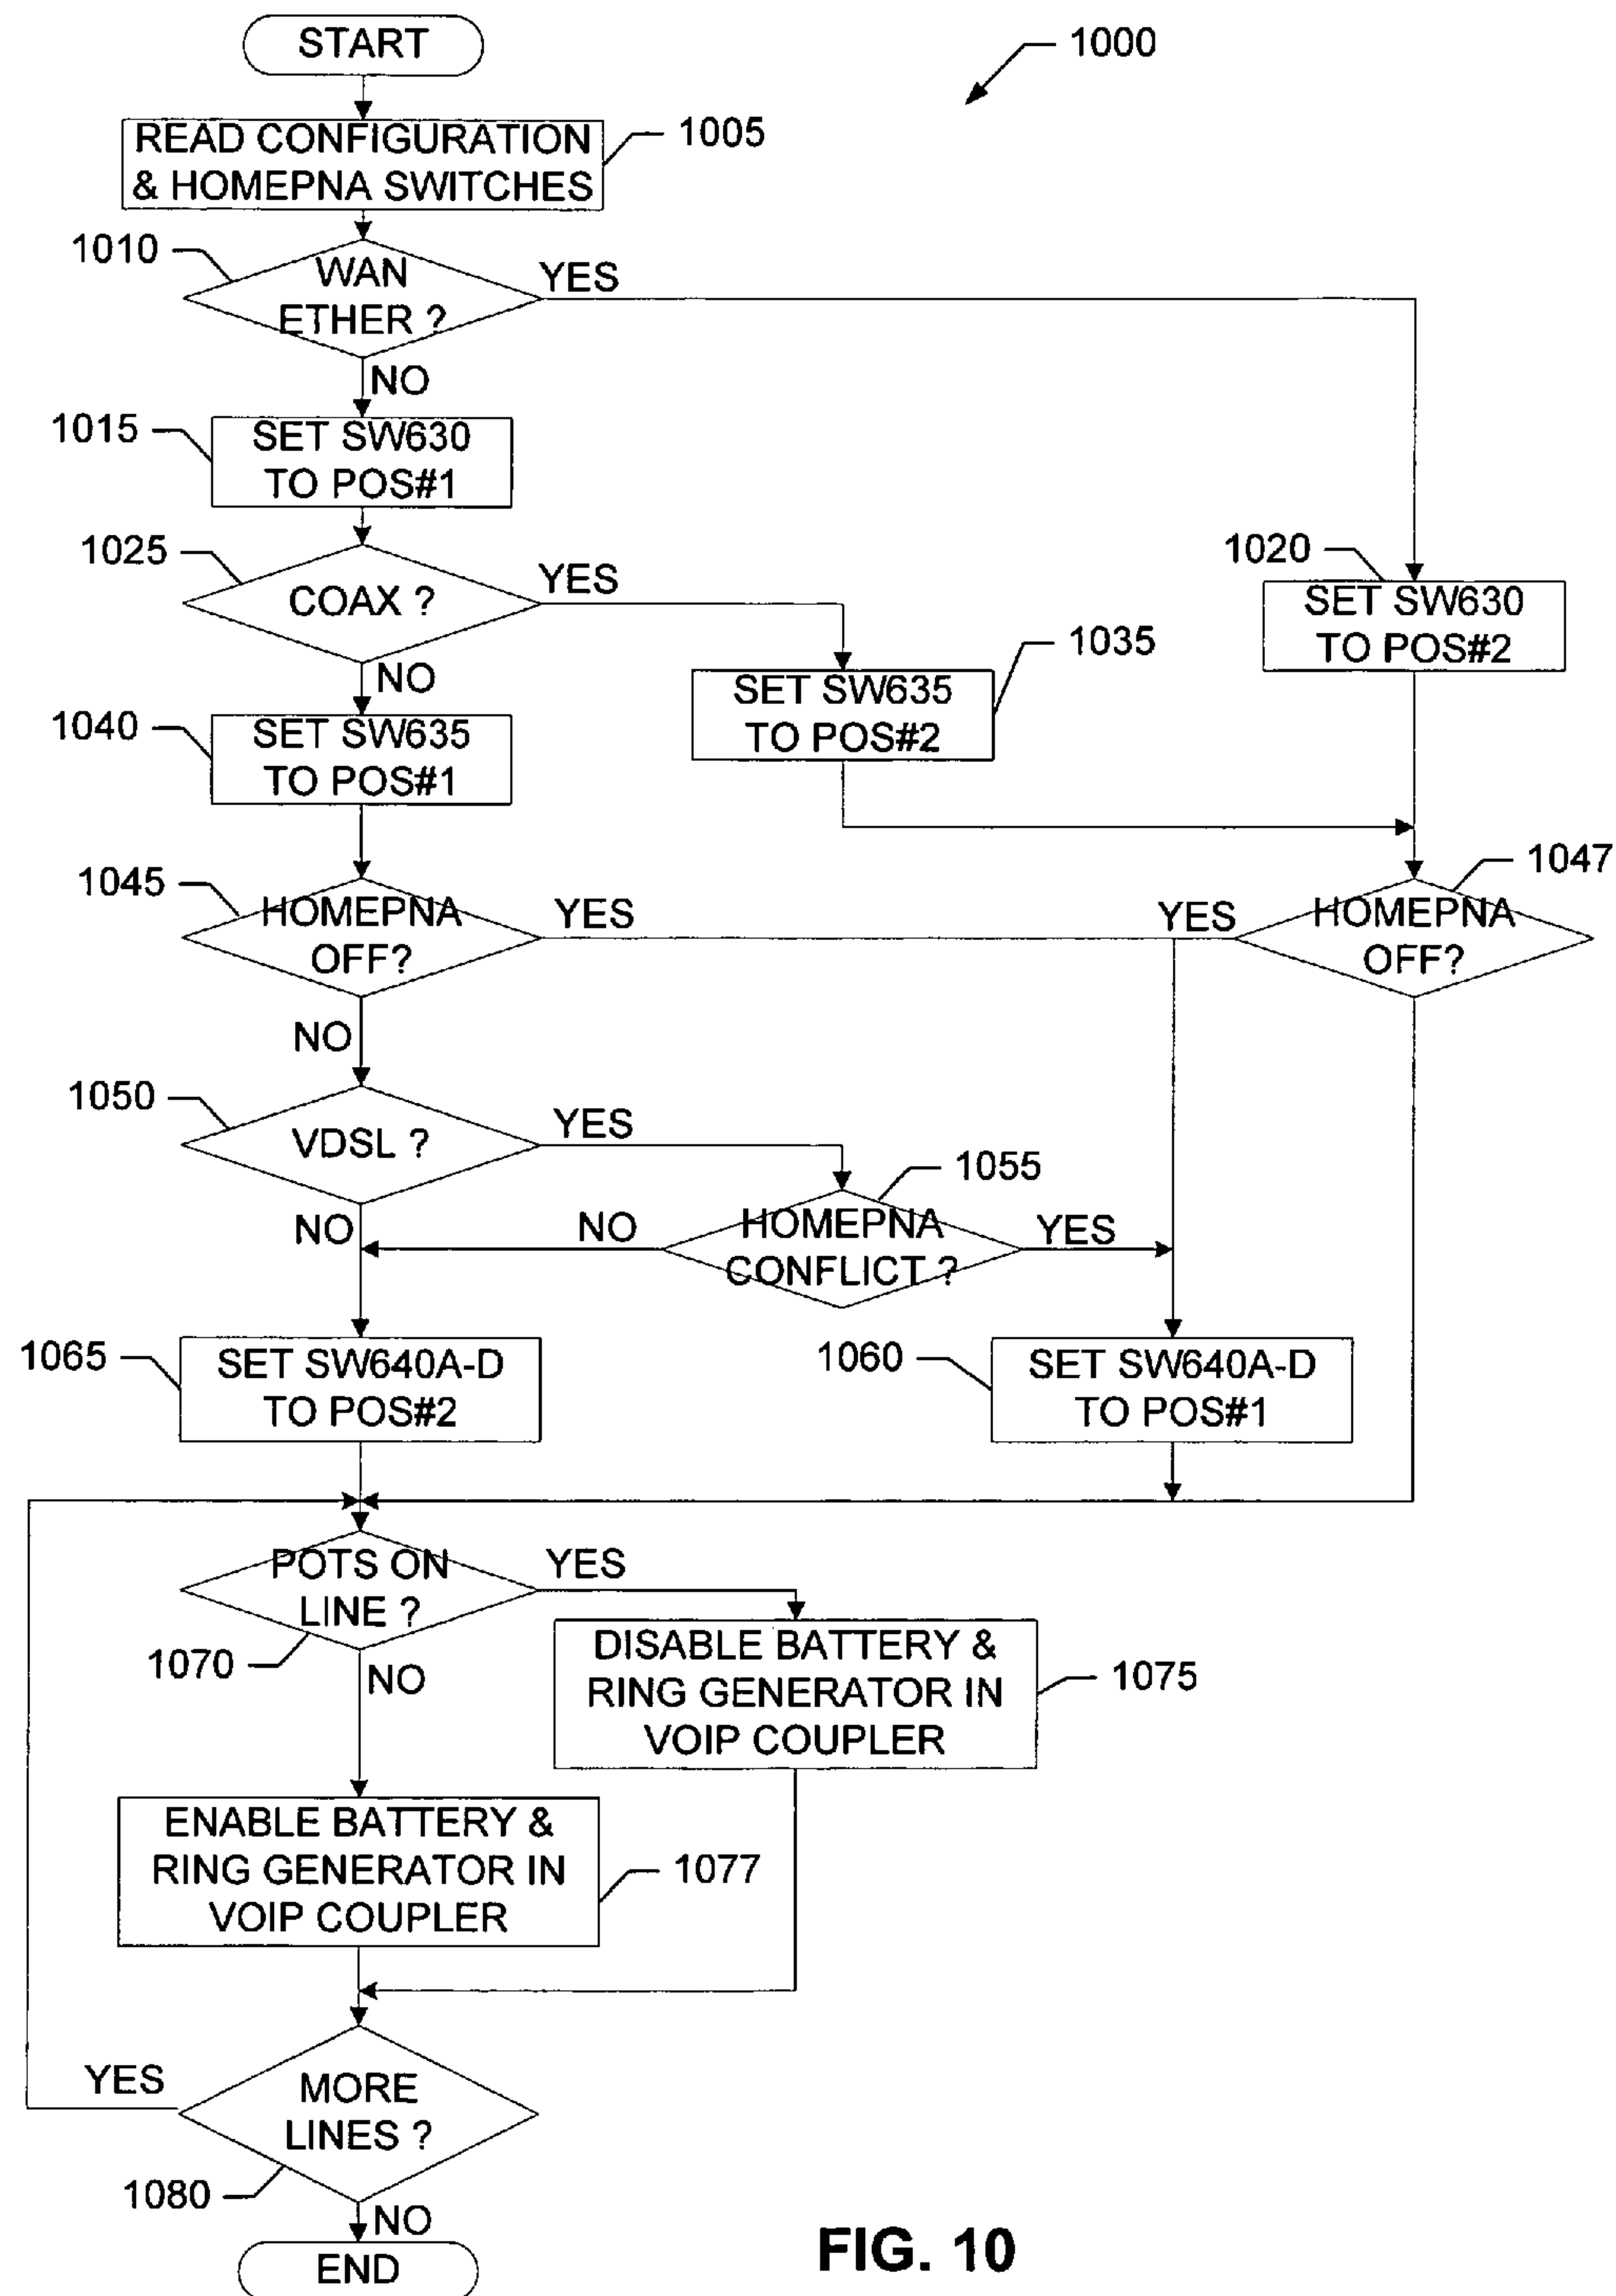 START
1000
READ CONFIGURATION
& HOMEPNA SWITCHES
1005
1010
WAN
ETHER ?
YES
NO
1015
SET SW630
TO POS#1
1025
COAX ?
YES
NO
1020
SET SW630
TO POS#2
1035
SET SW635
TO POS#2
1040
SET SW635
TO POS#1
1045
HOMEPNA
OFF?
YES
NO
YES
HOMEPNA
OFF?
1047
1050
VDSL ?
YES
NO
1055
HOMEPNA
CONFLICT ?
NO
YES
1065
SET SW640A-D
TO POS#2
1060
SET SW640A-D
TO POS#1
POTS ON
LINE ?
YES
1070
NO
DISABLE BATTERY &
RING GENERATOR IN
VOIP COUPLER
1075
ENABLE BATTERY &
RING GENERATOR IN
VOIP COUPLER
1077
YES
MORE
LINES ?
1080
NO
END
FIG. 10